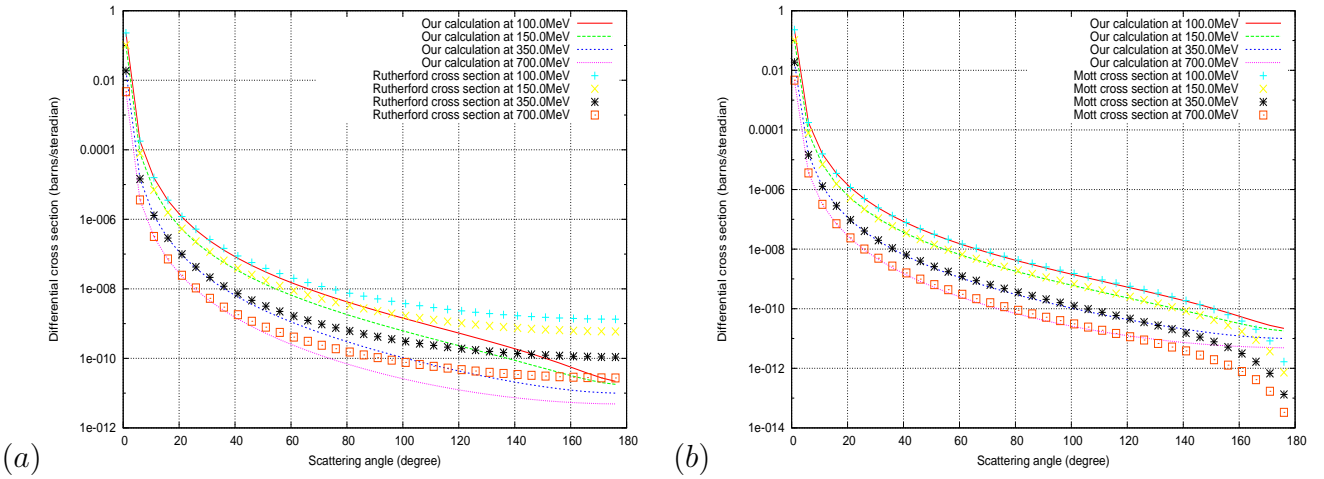 Our calculation at 100.0MeV
Our calculation at 150.0MeV
Our calculation at 350.0MeV
Our calculation at 700.0MeV
Rutherford cross section at 100.0MeV
Rutherford cross section at 150.0MeV
Rutherford cross section at 350.0MeV
Rutherford cross section at 700.0MeV
Differential cross section (barns/steradian)
1
0.01
0.0001
1e-006
1e-008
1e-010
1e-012
0 20 40 60 80 100 120 140 160 180
Scattering angle (degree)
(a)
Our calculation at 100.0MeV
Our calculation at 150.0MeV
Our calculation at 350.0MeV
Our calculation at 700.0MeV
Mott cross section at 100.0MeV
Mott cross section at 150.0MeV
Mott cross section at 350.0MeV
Mott cross section at 700.0MeV
Differential cross section (barns/steradian)
1
0.01
0.0001
1e-006
1e-008
1e-010
1e-012
1e-014
0 20 40 60 80 100 120 140 160 180
Scattering angle (degree)
(b)